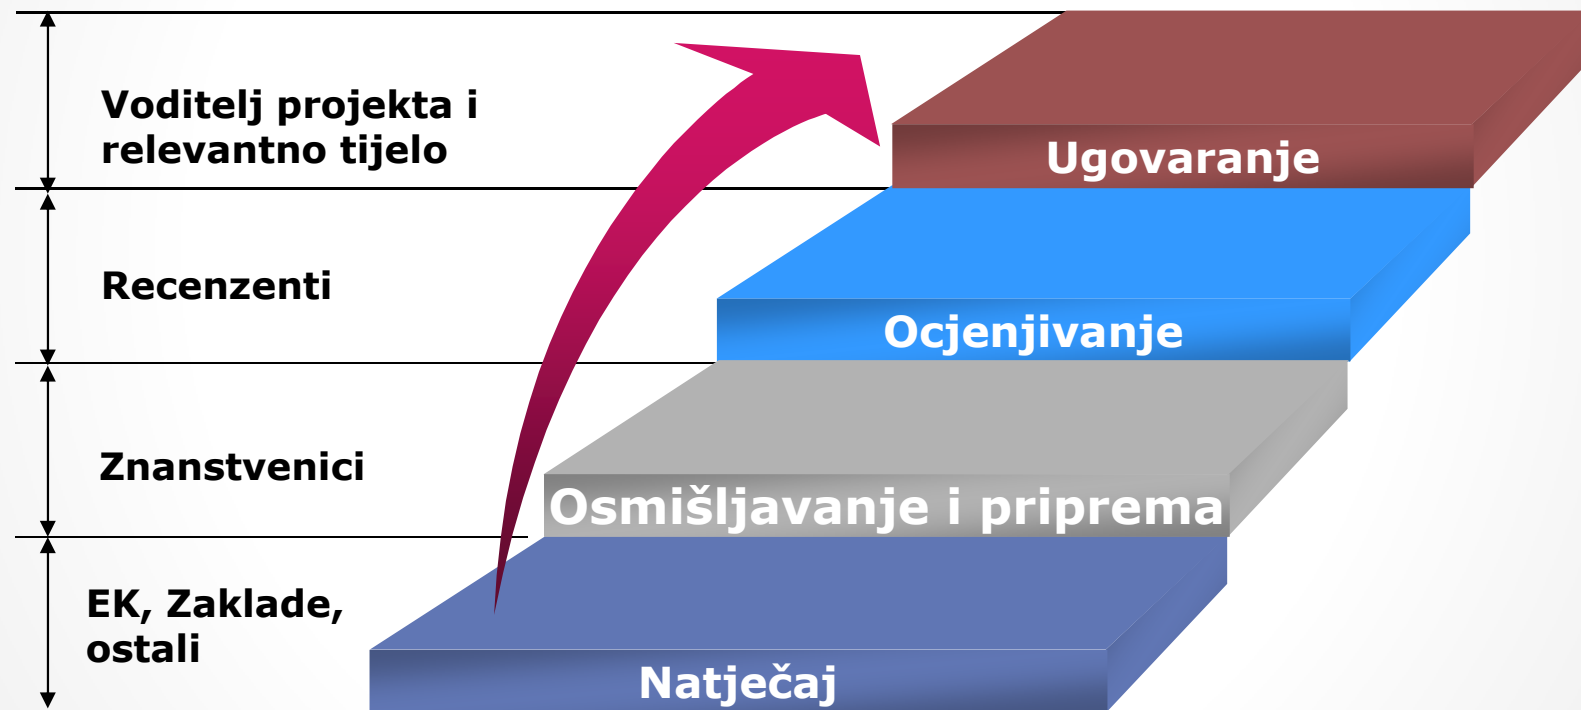 Voditelj projekta i
relevantno tijelo
Ugovaranje
Recenzenti
Ocjenjivanje
Znanstvenici
Osmišljavanje i priprema
EK, Zaklade,
ostali
Natječaj